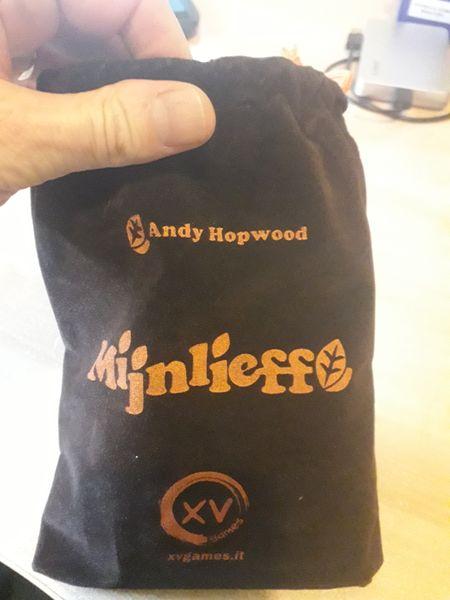 Andy Hopwood
Mijnlieff
XV
games
xvgames.it